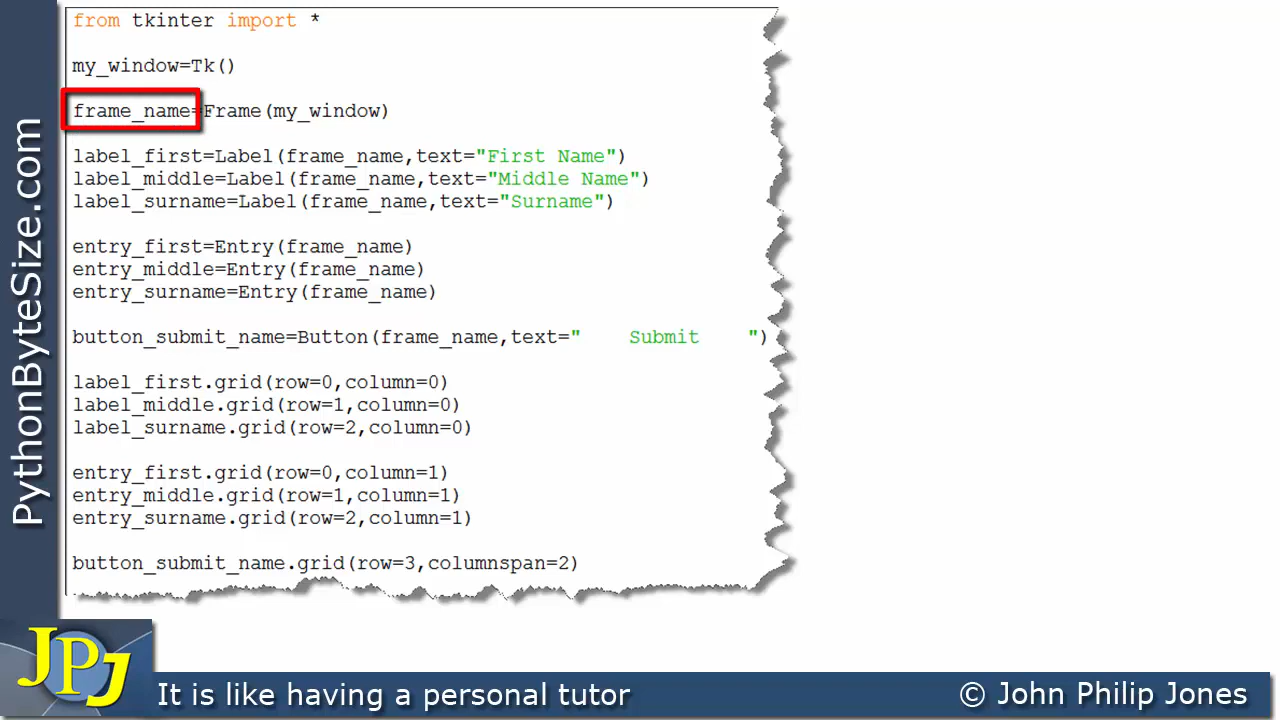 from tkinter import *
my_window=Tk()
frame_name=Frame(my_window)
label_first=Label(frame_name,text="First Name")
label_middle=Label(frame_name,text="Middle Name")
label_surname=Label(frame_name,text="Surname")
entry_first=Entry(frame_name)
entry_middle=Entry(frame_name)
entry_surname=Entry(frame_name)
button_submit_name=Button(frame_name,text="    Submit    ")
label_first.grid(row=0,column=0)
label_middle.grid(row=1,column=0)
label_surname.grid(row=2,column=0)
entry_first.grid(row=0,column=1)
entry_middle.grid(row=1,column=1)
entry_surname.grid(row=2,column=1)
button_submit_name.grid(row=3,columnspan=2)
PythonByteSize.com
JPJ
It is like having a personal tutor
© John Philip Jones